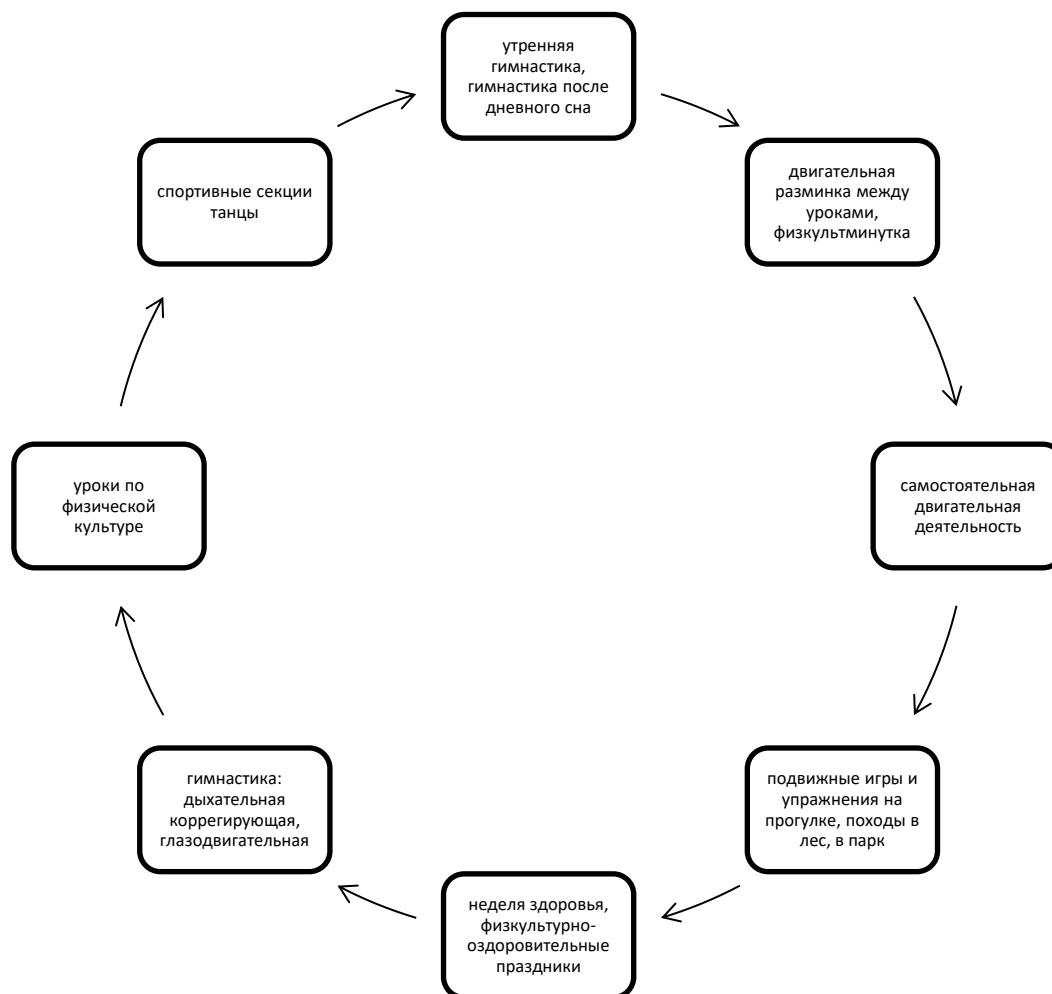 утренняя
гимнастика,
гимнастика после
дневного сна
двигательная
разминка между
уроками,
физкультминутка
самостоятельная
двигательная
деятельность
подвижные игры и
упражнения на
прогулке, походы в
лес, в парк
неделя здоровья,
физкультурно-
оздоровительные
праздники
гимнастика:
дыхательная
коррегирующая,
глазодвигательная
уроки по
физической
культуре
спортивные секции
танцы